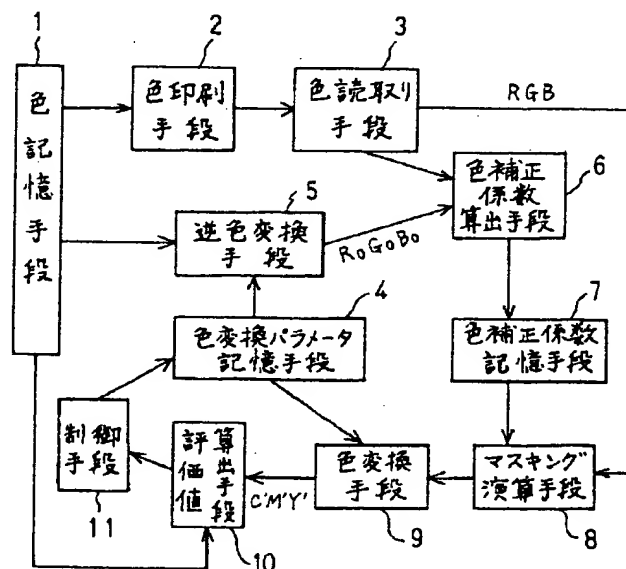 1
色記憶手段
2
色印刷
手段
3
色読取り
手段
RGB
5
逆色変換
手段
R₀G₀B₀
色補正
係数
算出手段
6
4
色変換パラメータ
記憶手段
7
色補正係数
記憶手段
制御
手段
11
評価値
算出手段
10
C'M'Y'
色変換
手段
9
マスキング
演算手段
8